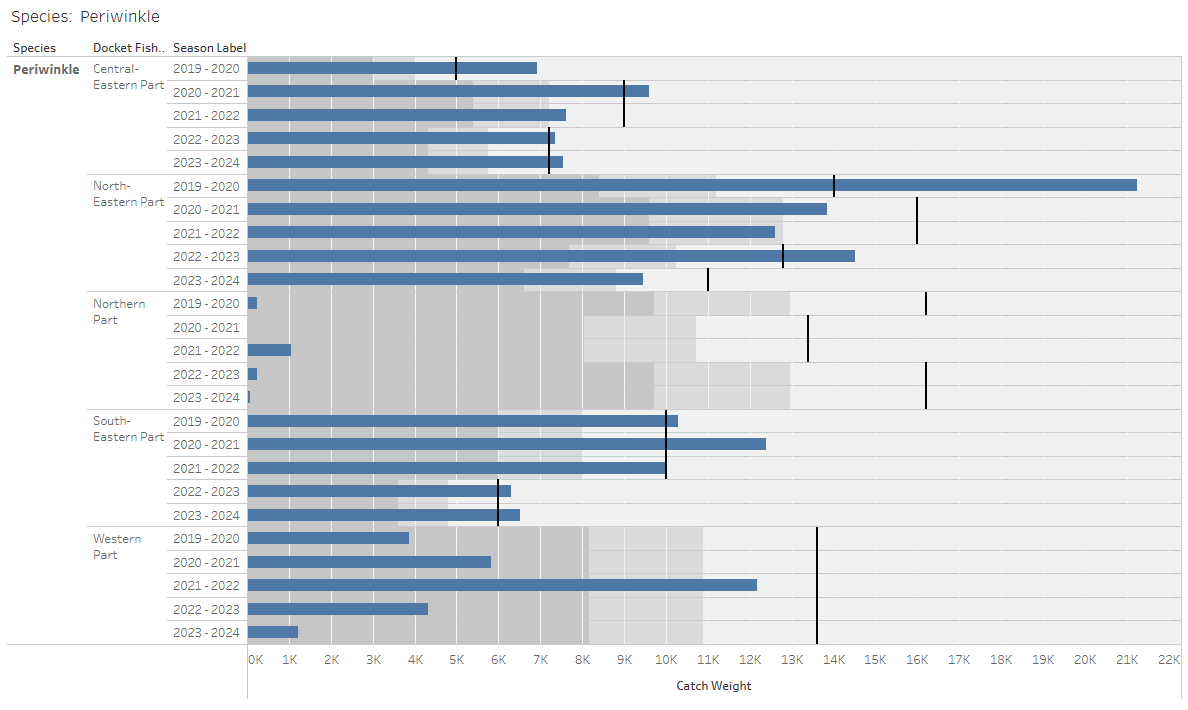 Species: Periwinkle
Species Docket Fish.. Season Label
Periwinkle Central- 2019 - 2020
Eastern Part 2020 - 2021
2021 - 2022
2022 - 2023
2023 - 2024
North- 2019 - 2020
Eastern Part 2020 - 2021
2021 - 2022
2022 - 2023
2023 - 2024
Northern 2019 - 2020
Part 2020 - 2021
2021 - 2022
2022 - 2023
2023 - 2024
South- 2019 - 2020
Eastern Part 2020 - 2021
2021 - 2022
2022 - 2023
2023 - 2024
Western 2019 - 2020
Part 2020 - 2021
2021 - 2022
2022 - 2023
2023 - 2024
0K 1K 2K 3K 4K 5K 6K 7K 8K 9K 10K 11K 12K 13K 14K 15K 16K 17K 18K 19K 20K 21K 22K
Catch Weight